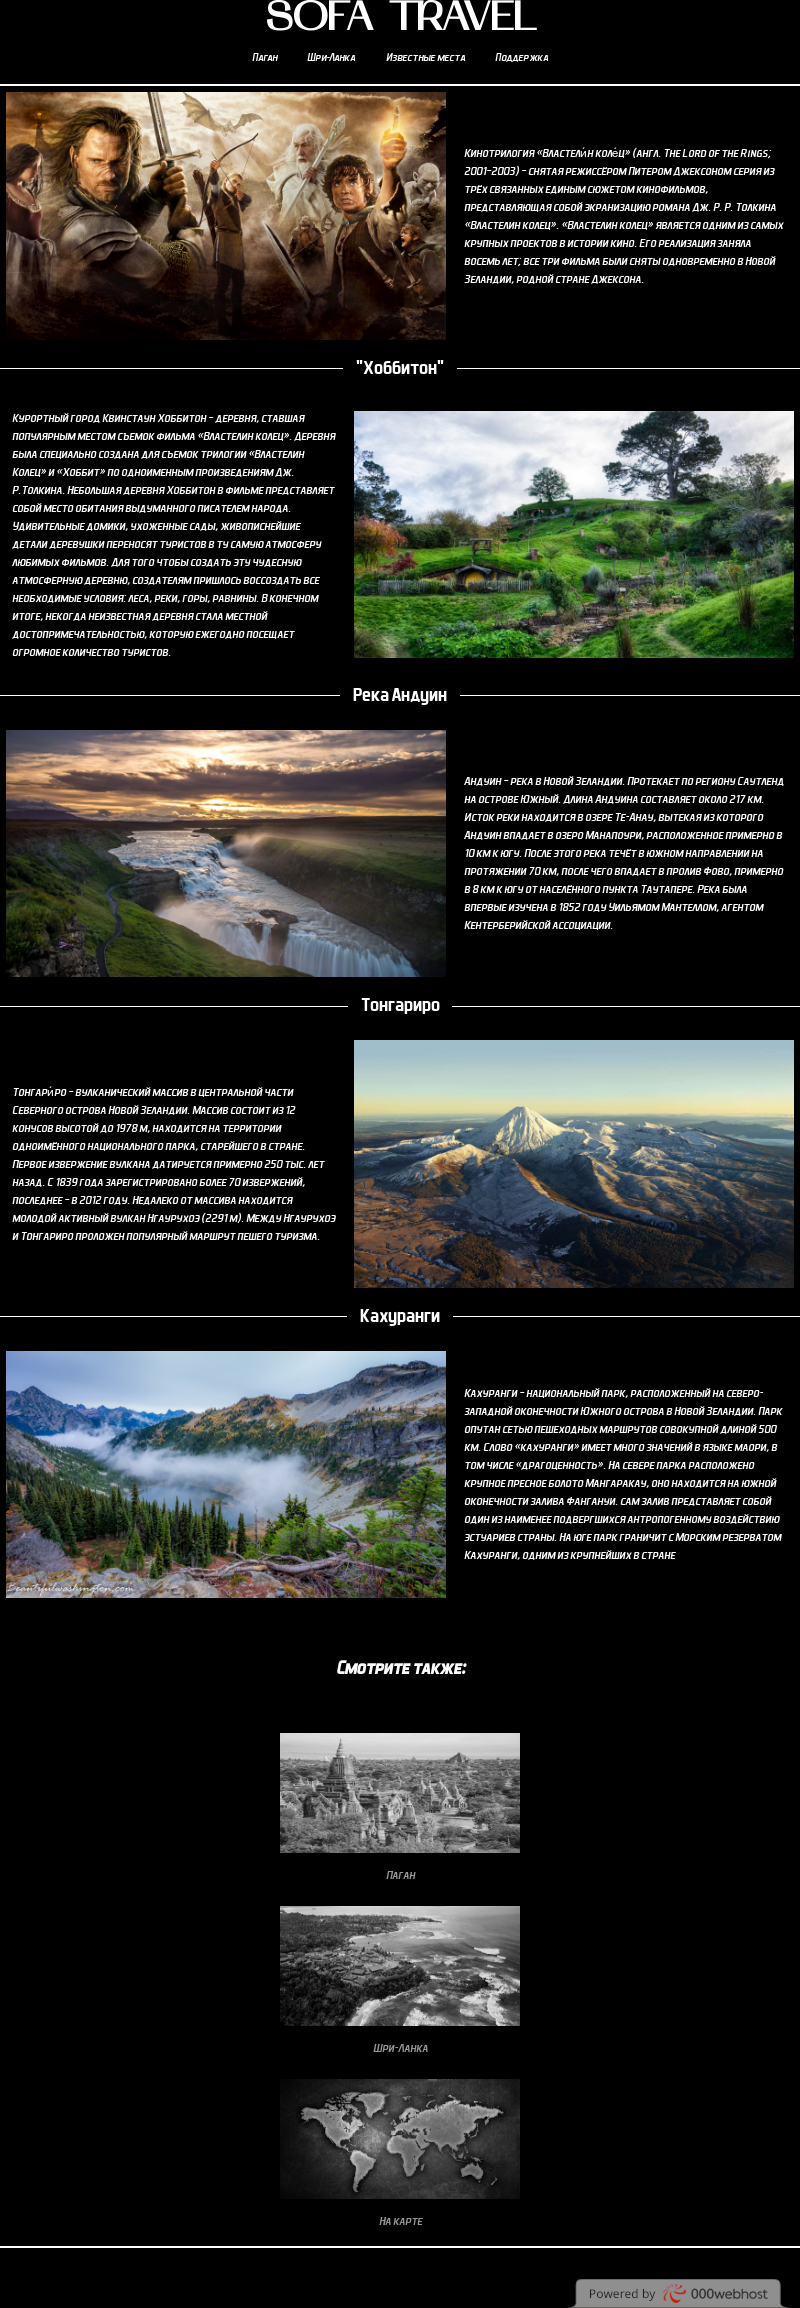 SOFA TRAVEL
Паган Шри-Ланка Известные места Поддержка
Кинотрилогия «Властели́н коле́ц» (англ. The Lord of the Rings;
2001–2003) – снятая режиссёром Питером Джексоном серия из
трёх связанных единым сюжетом кинофильмов,
представляющая собой экранизацию романа Дж. Р. Р. Толкина
«Властелин колец». «Властелин колец» является одним из самых
крупных проектов в истории кино. Его реализация заняла
восемь лет; все три фильма были сняты одновременно в Новой
Зеландии, родной стране Джексона.
"Хоббитон"
Курортный город Квинстаун Хоббитон – деревня, ставшая
популярным местом съемок фильма «Властелин колец». Деревня
была специально создана для съемок трилогии «Властелин
Колец» и «Хоббит» по одноименным произведениям Дж.
Р.Толкина. Небольшая деревня Хоббитон в фильме представляет
собой место обитания выдуманного писателем народа.
Удивительные домики, ухоженные сады, живописнейшие
детали деревушки переносят туристов в ту самую атмосферу
любимых фильмов. Для того чтобы создать эту чудесную
атмосферную деревню, создателям пришлось воссоздать все
необходимые условия: леса, реки, горы, равнины. В конечном
итоге, некогда неизвестная деревня стала местной
достопримечательностью, которую ежегодно посещает
огромное количество туристов.
Река Андуин
Андуин – река в Новой Зеландии. Протекает по региону Саутленд
на острове Южный. Длина Андуина составляет около 217 км.
Исток реки находится в озере Те-Анау, вытекая из которого
Андуин впадает в озеро Манапоури, расположенное примерно в
10 км к югу. После этого река течёт в южном направлении на
протяжении 70 км, после чего впадает в пролив Фово, примерно
в 8 км к югу от населённого пункта Таутапере. Река была
впервые изучена в 1852 году Уильямом Мантеллом, агентом
Кентерберийской ассоциации.
Тонгариро
Тонгари́ро – вулканический массив в центральной части
Северного острова Новой Зеландии. Массив состоит из 12
конусов высотой до 1978 м, находится на территории
одноимённого национального парка, старейшего в стране.
Первое извержение вулкана датируется примерно 250 тыс. лет
назад. С 1839 года зарегистрировано более 70 извержений,
последнее – в 2012 году. Недалеко от массива находится
молодой активный вулкан Нгаурухоэ (2291 м). Между Нгаурухоэ
и Тонгариро проложен популярный маршрут пешего туризма.
Кахуранги
Кахуранги – национальный парк, расположенный на северо-
западной оконечности Южного острова в Новой Зеландии. Парк
опутан сетью пешеходных маршрутов совокупной длиной 500
км. Слово «кахуранги» имеет много значений в языке маори, в
том числе «драгоценность». На севере парка расположено
крупное пресное болото Мангаракау, оно находится на южной
оконечности залива Фангануи. сам залив представляет собой
один из наименее подвергшихся антропогенному воздействию
эстуариев страны. На юге парк граничит с Морским резерватом
Кахуранги, одним из крупнейших в стране
Beautifulwashington.com
Смотрите также:
Паган
Шри-Ланка
На карте
Powered by 000webhost